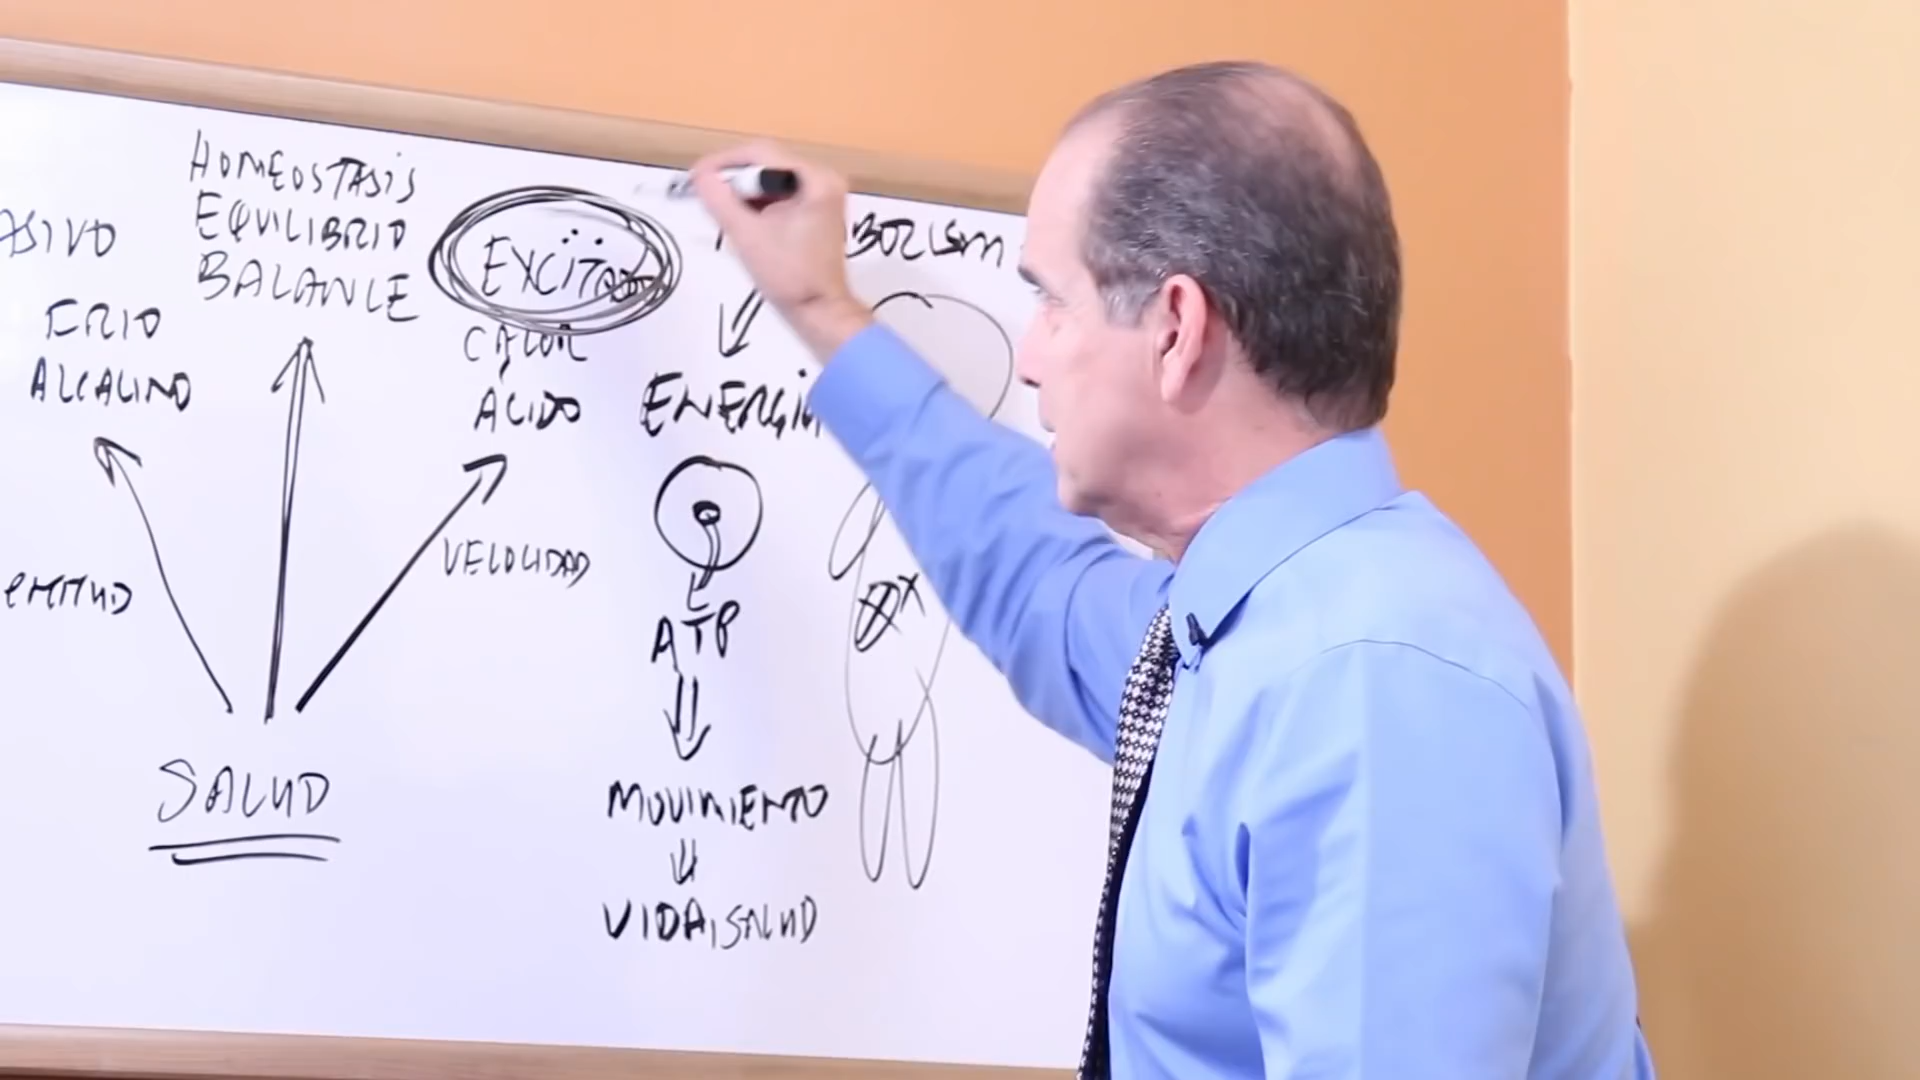 HOMEOSTASIS
EQUILIBRIO
BALANCE
FRIO
ALCALINO
EXCITADO
CALOR
ACIDO
VELOCIDAD
SALUD
ENERGIA
ATP
MOVIMIENTO
VIDA, SALUD